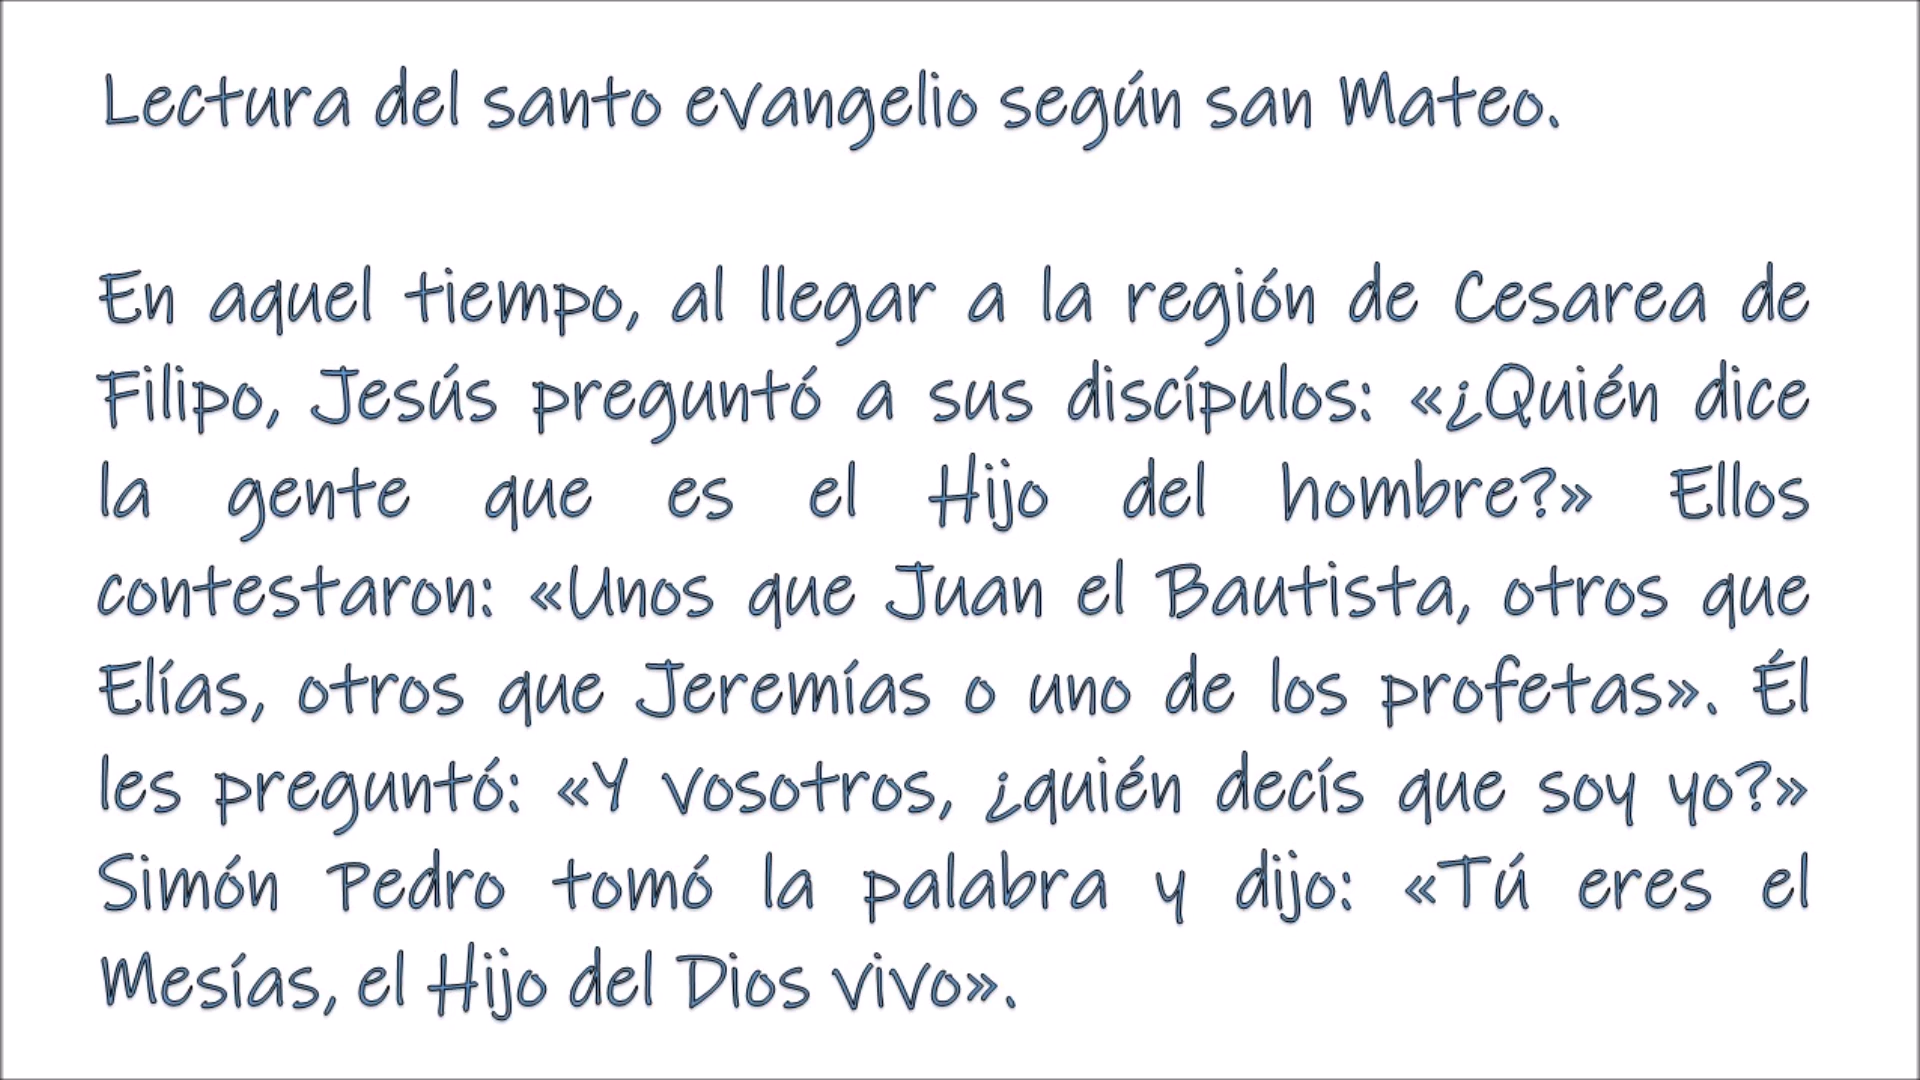 Lectura del santo evangelio según san Mateo.
En aquel tiempo, al llegar a la región de Cesarea de
Filipo, Jesús preguntó a sus discípulos: «¿Quién dice
la gente que es el Hijo del hombre?» Ellos
contestaron: «Unos que Juan el Bautista, otros que
Elías, otros que Jeremías o uno de los profetas». Él
les preguntó: «Y vosotros, ¿quién decís que soy yo?»
Simón Pedro tomó la palabra y dijo: «Tú eres el
Mesías, el Hijo del Dios vivo».